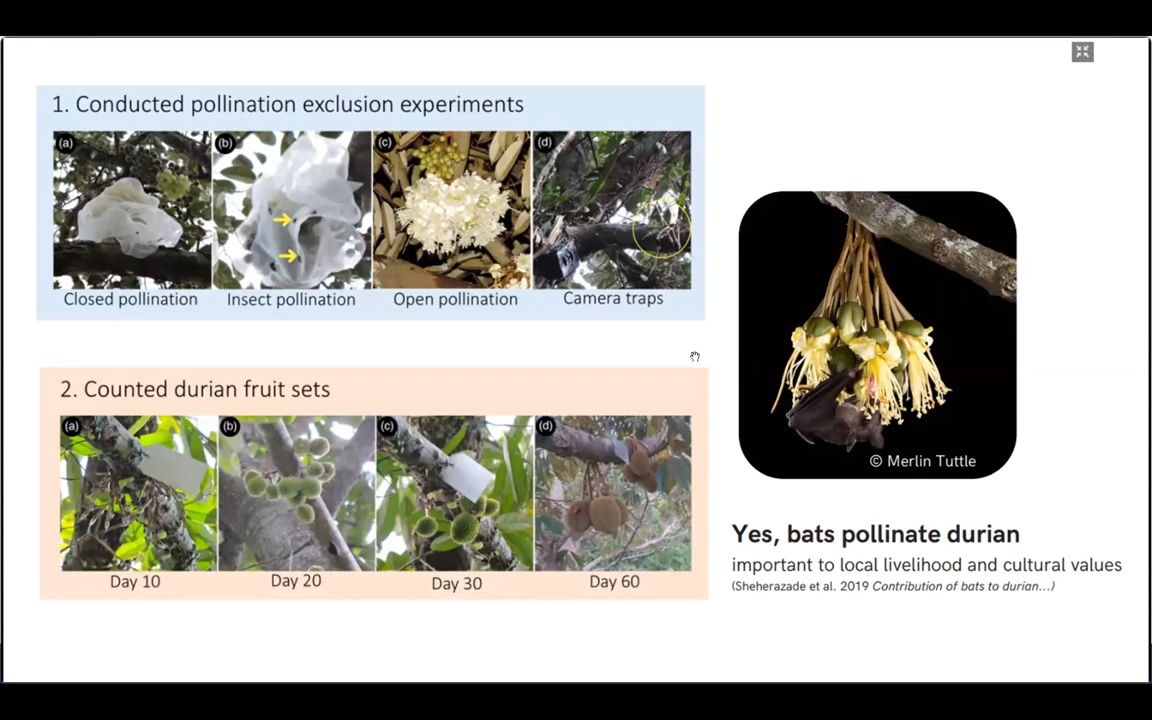 1. Conducted pollination exclusion experiments
(a)
(b)
(c)
(d)
Closed pollination
Insect pollination
Open pollination
Camera traps
2. Counted durian fruit sets
(a)
(b)
(c)
(d)
Day 10
Day 20
Day 30
Day 60
© Merlin Tuttle
Yes, bats pollinate durian
important to local livelihood and cultural values
(Sheherazade et al. 2019 Contribution of bats to durian...)